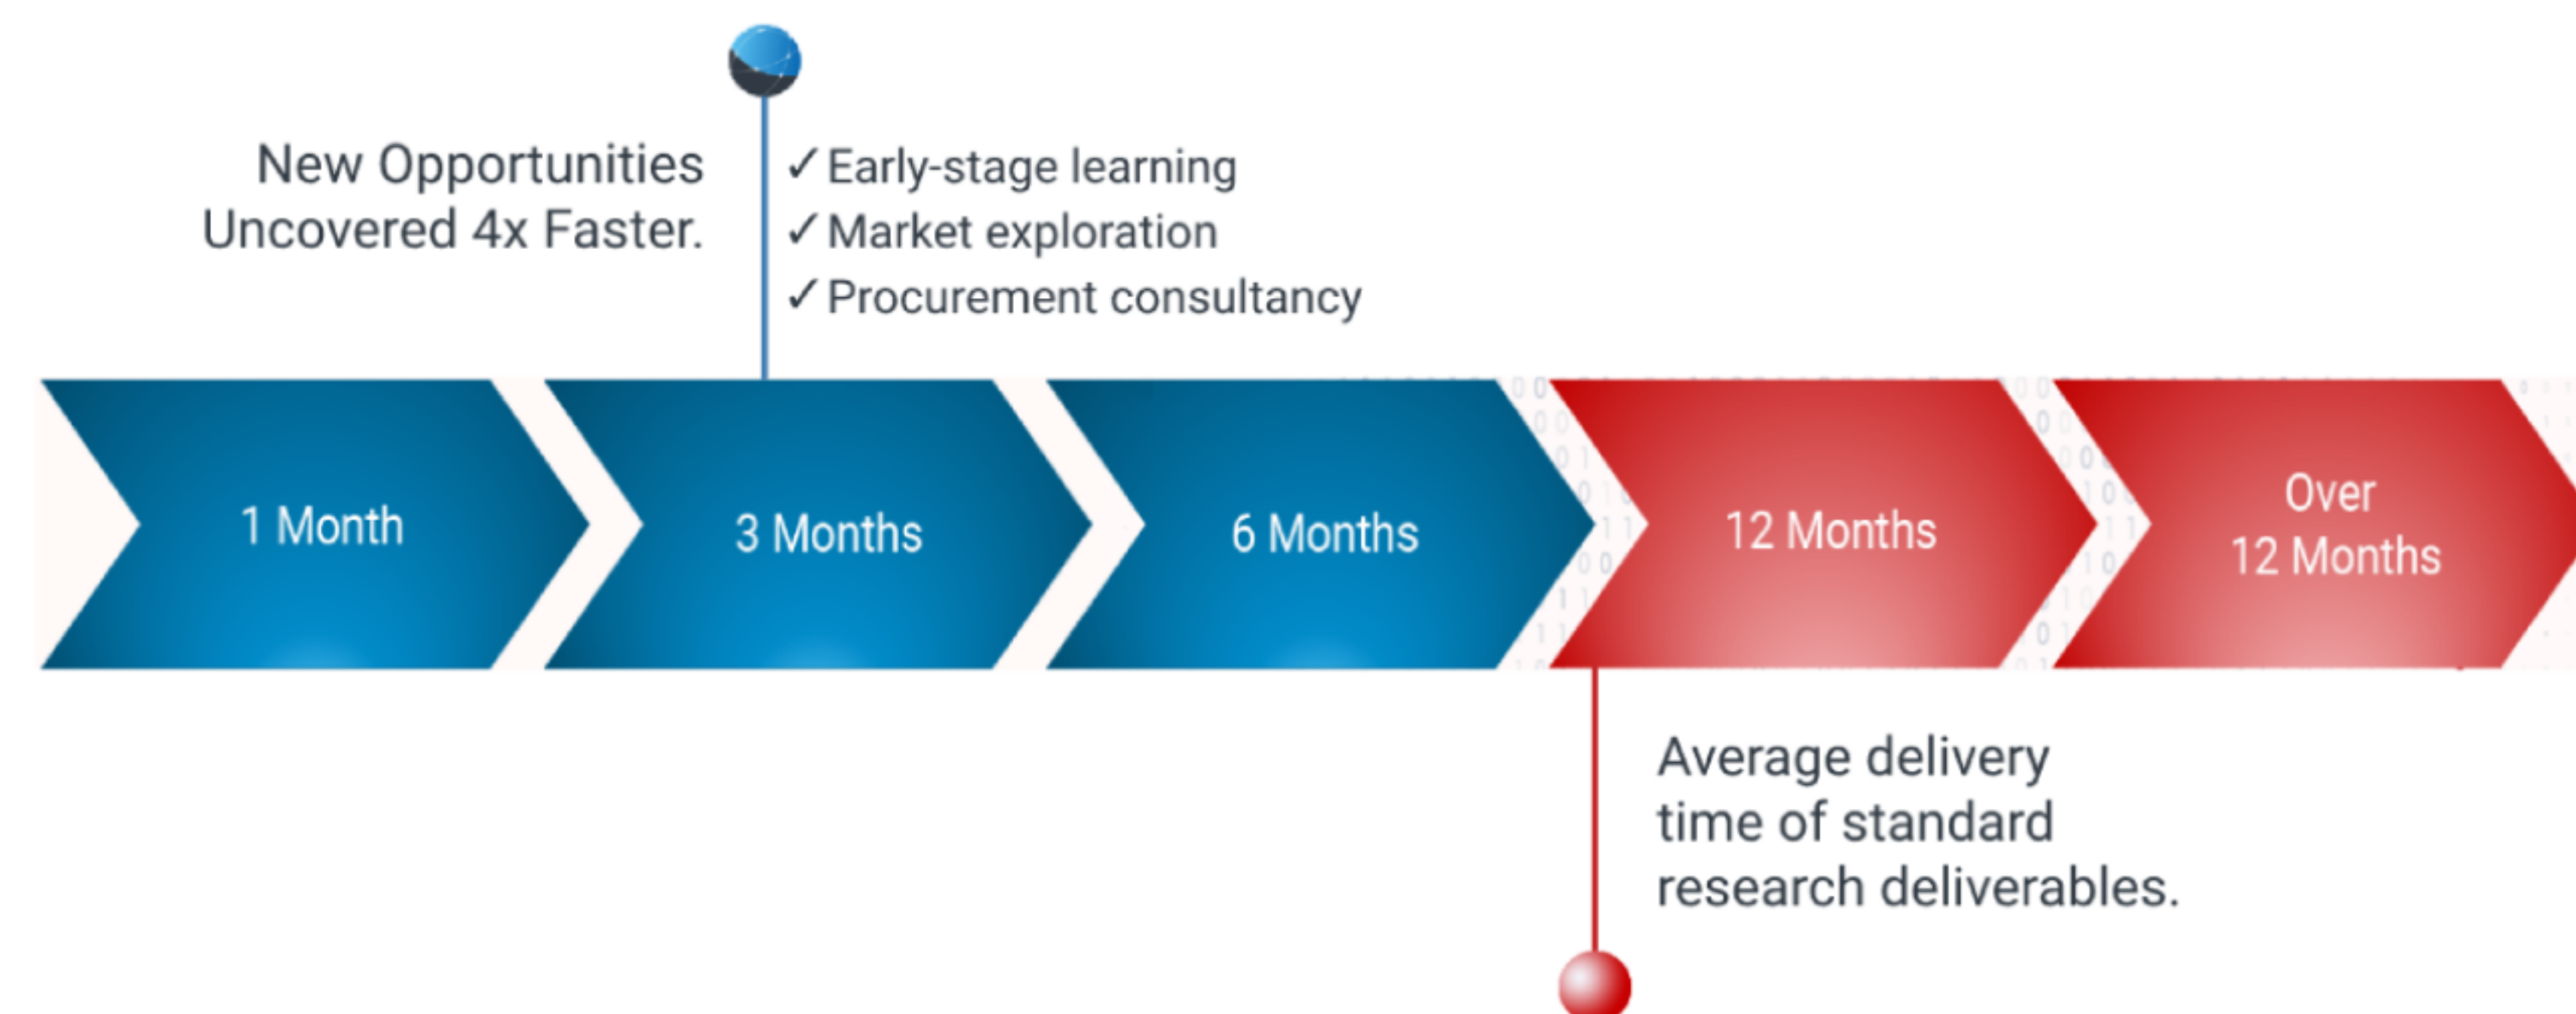 New Opportunities
Uncovered 4x Faster.
✓Early-stage learning
✓Market exploration
✓Procurement consultancy
1 Month
3 Months
6 Months
12 Months
Over
12 Months
Average delivery
time of standard
research deliverables.